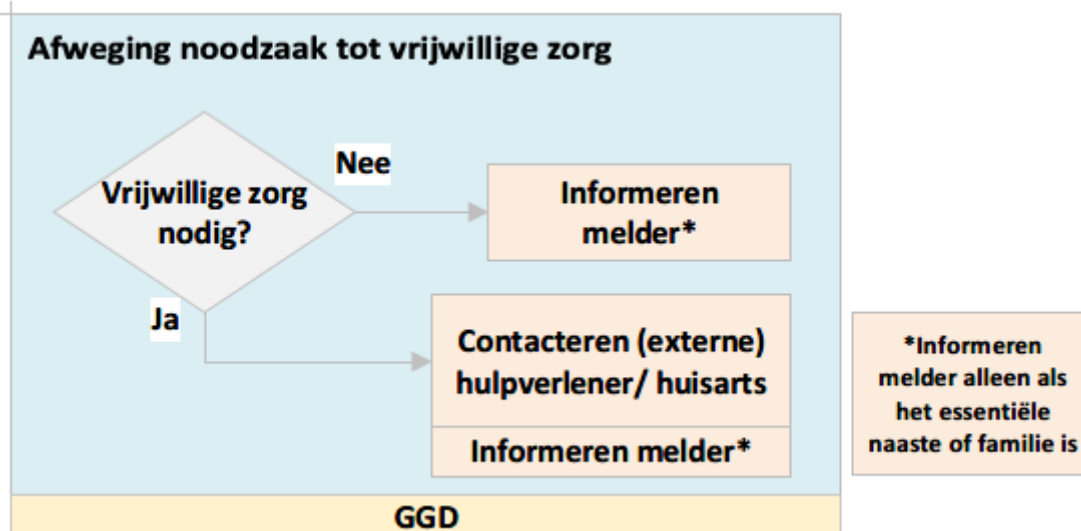 Afweging noodzaak tot vrijwillige zorg
Vrijwillige zorg
nodig?
Nee
Informeren
melder*
Ja
Contacteren (externe)
hulpverlener/ huisarts
Informeren melder*
*Informeren
melder alleen als
het essentiële
naaste of familie is
GGD